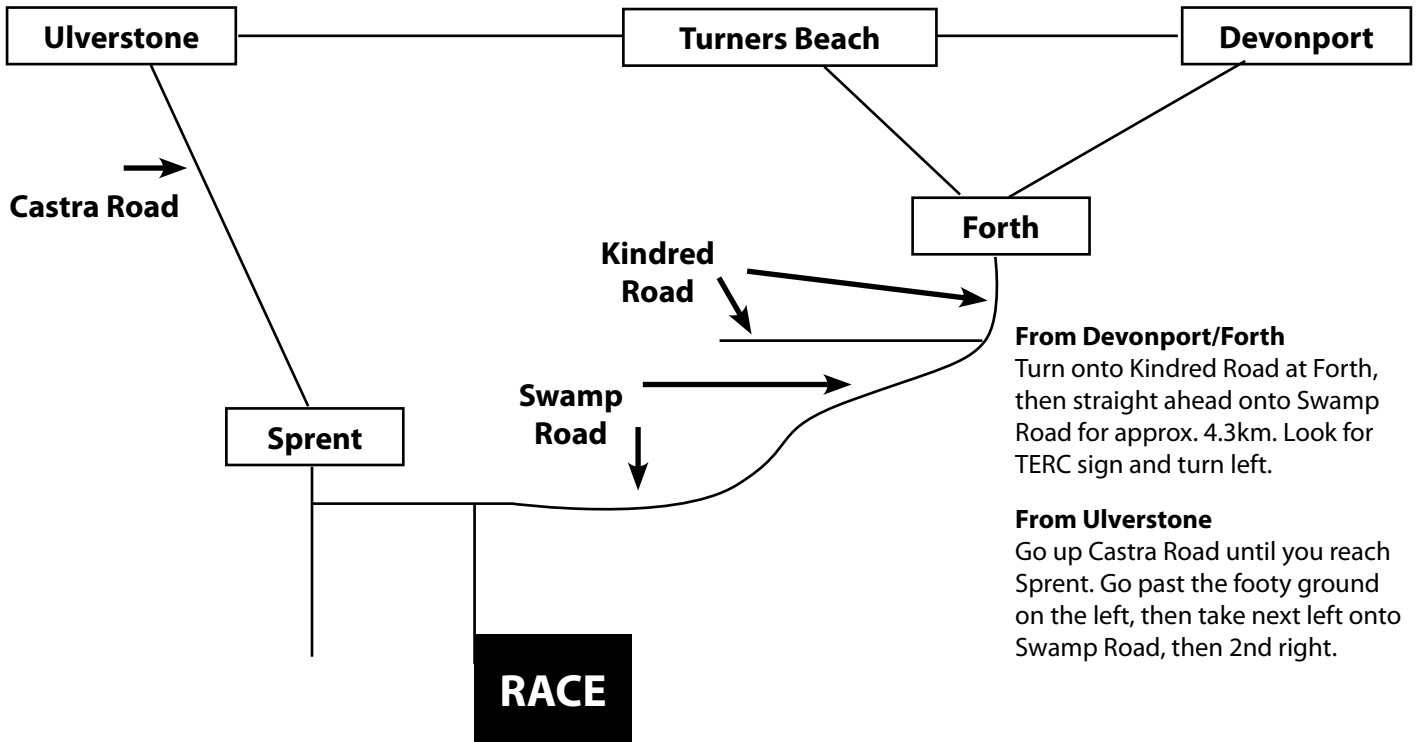 Ulverstone
Turners Beach
Devonport
Castra Road
Forth
Kindred
Road
From Devonport/Forth
Turn onto Kindred Road at Forth,
then straight ahead onto Swamp
Road for approx. 4.3km. Look for
TERC sign and turn left.
Swamp
Road
Sprent
From Ulverstone
Go up Castra Road until you reach
Sprent. Go past the footy ground
on the left, then take next left onto
Swamp Road, then 2nd right.
RACE